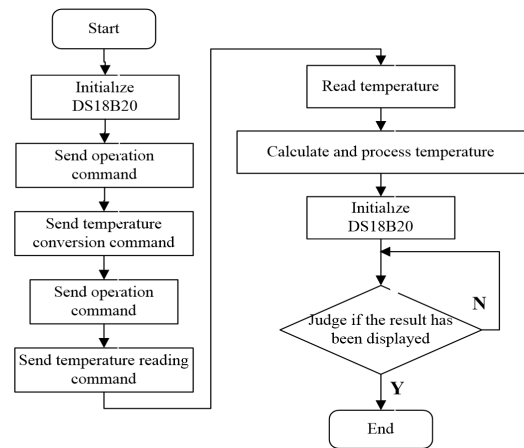 Start
Initialize
DS18B20
Send operation
command
Send temperature
conversion command
Send operation
command
Send temperature reading
command
Read temperature
Calculate and process temperature
Initialize
DS18B20
Judge if the result has
been displayed
N
Y
End